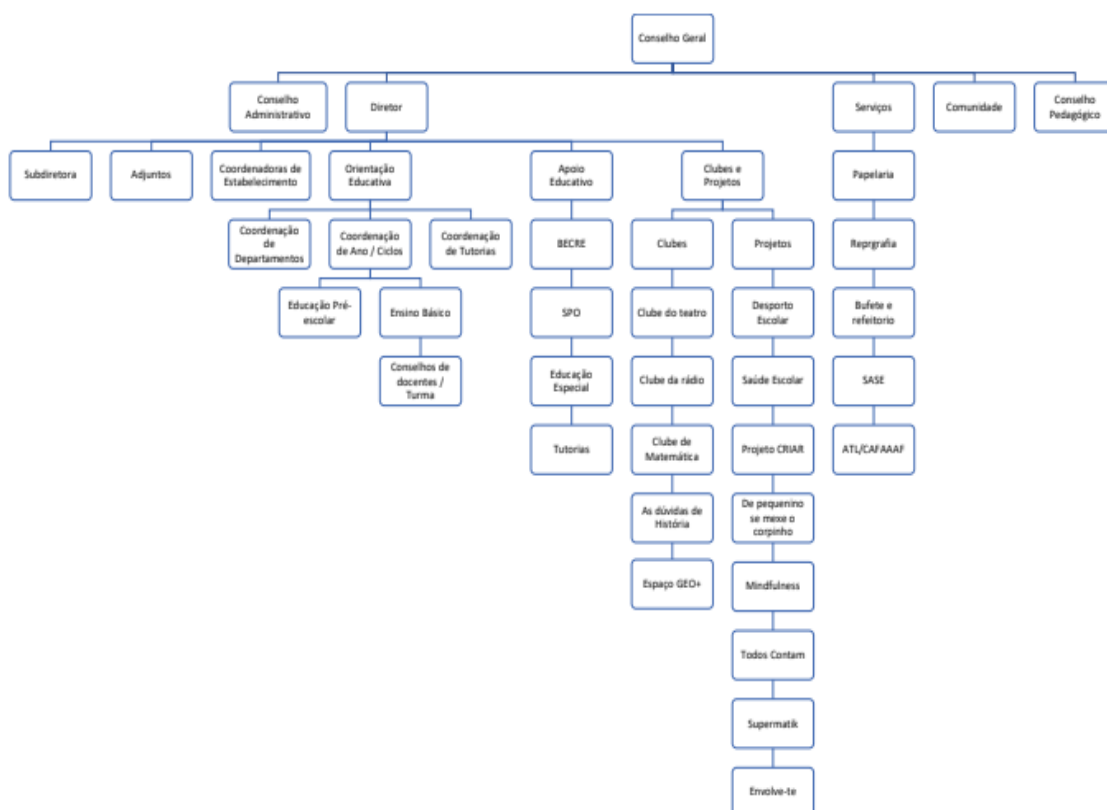 Conselho Geral
Conselho
Administrativo
Diretor
Serviços
Comunidade
Conselho
Pedagógico
Subdiretora
Adjuntos
Coordenadoras de
Estabelecimento
Orientação
Educativa
Apoio
Educativo
Clubes e
Projetos
Papelaria
Coordenação
de
Departamentos
Coordenação
de Ano / Ciclos
Coordenação
de Tutorias
BECRE
Clubes
Projetos
Reprgrafia
Educação Pré-
escolar
Ensino Básico
SPO
Clube do teatro
Desporto
Escolar
Bufete e
refeitorio
Conselhos de
docentes /
Turma
Educação
Especial
Clube da rádio
Saúde Escolar
SASE
Tutorias
Clube de
Matemática
Projeto CRIAR
ATL/CAFAAAF
As dúvidas de
História
De pequenino
se mexe o
corpinho
Espaço GEO+
Mindfulness
Todos Contam
Supermatik
Envolve-te